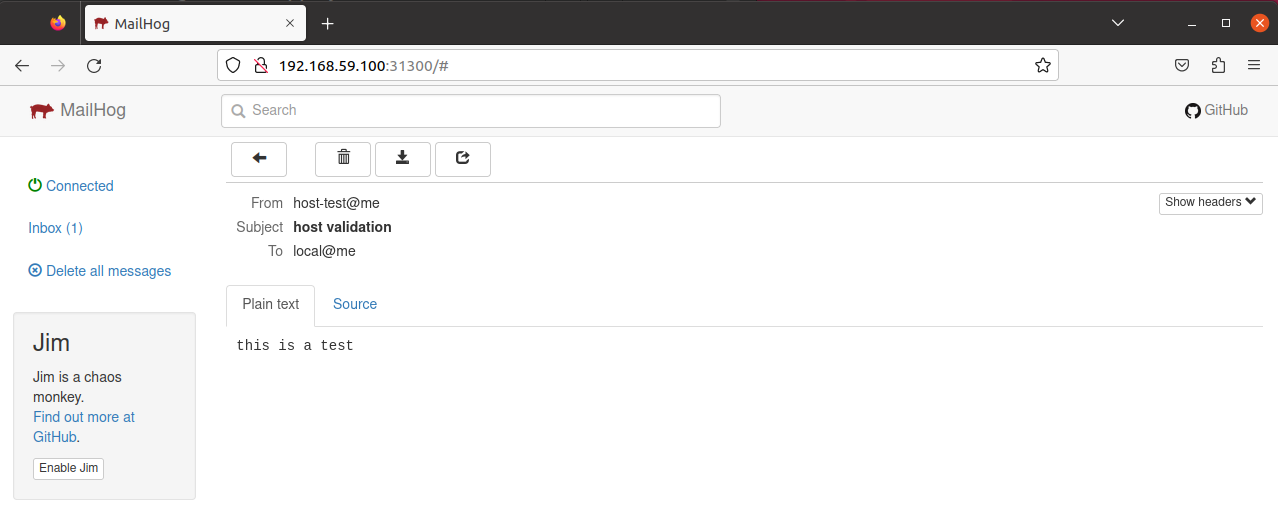 MailHog
192.168.59.100:31300/#
MailHog
Search
GitHub
Connected
Inbox (1)
Delete all messages
Jim
Jim is a chaos
monkey.
Find out more at
GitHub.
Enable Jim
From host-test@me
Show headers
Subject host validation
To local@me
Plain text Source
this is a test